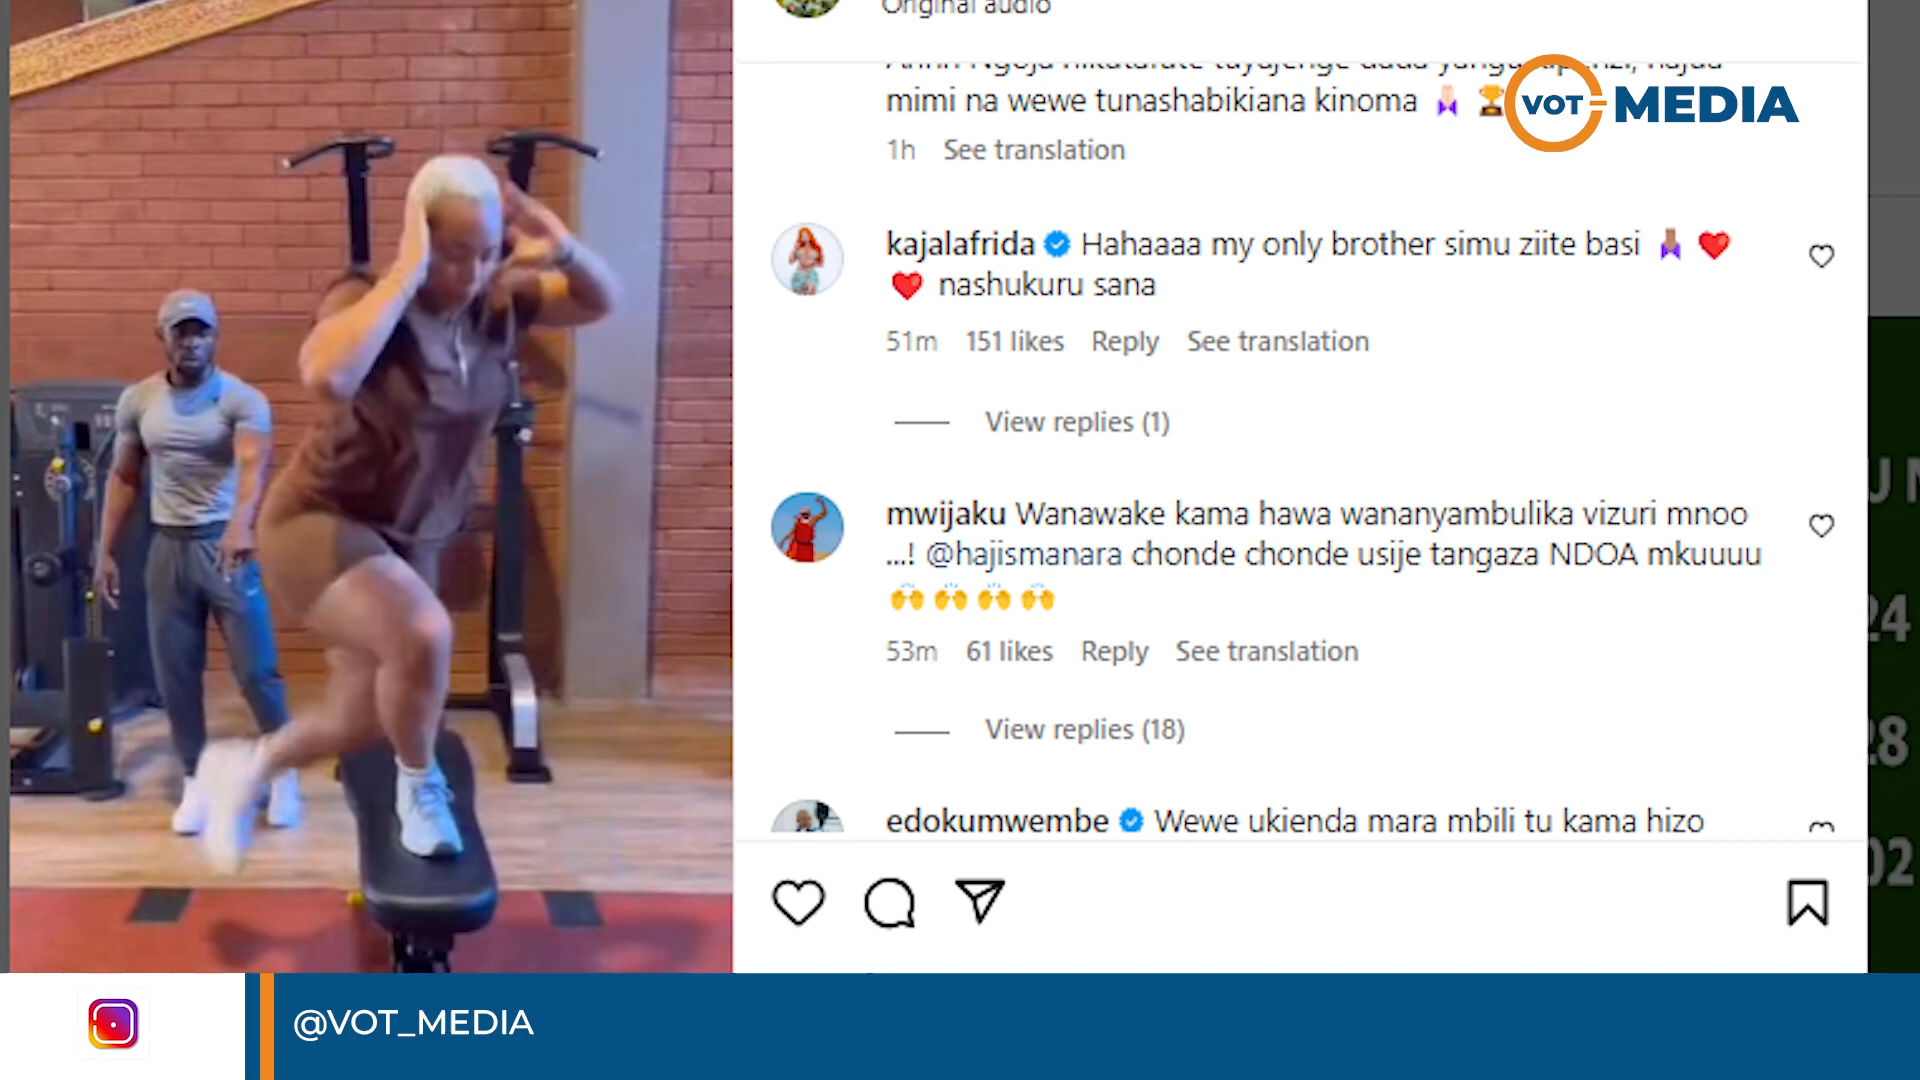 Original audio
mimi na wewe tunashabikiana kinoma
VOT MEDIA
1h See translation
kajalafrida Hahaaaa my only brother simu ziite basi
nashukuru sana
51m 151 likes Reply See translation
View replies (1)
mwijaku Wanawake kama hawa wananyambulika vizuri mnoo
...! @hajismanara chonde chonde usije tangaza NDOA mkuuuu
53m 61 likes Reply See translation
View replies (18)
edokumwembe Wewe ukienda mara mbili tu kama hizo
24
28
02
@VOT_MEDIA